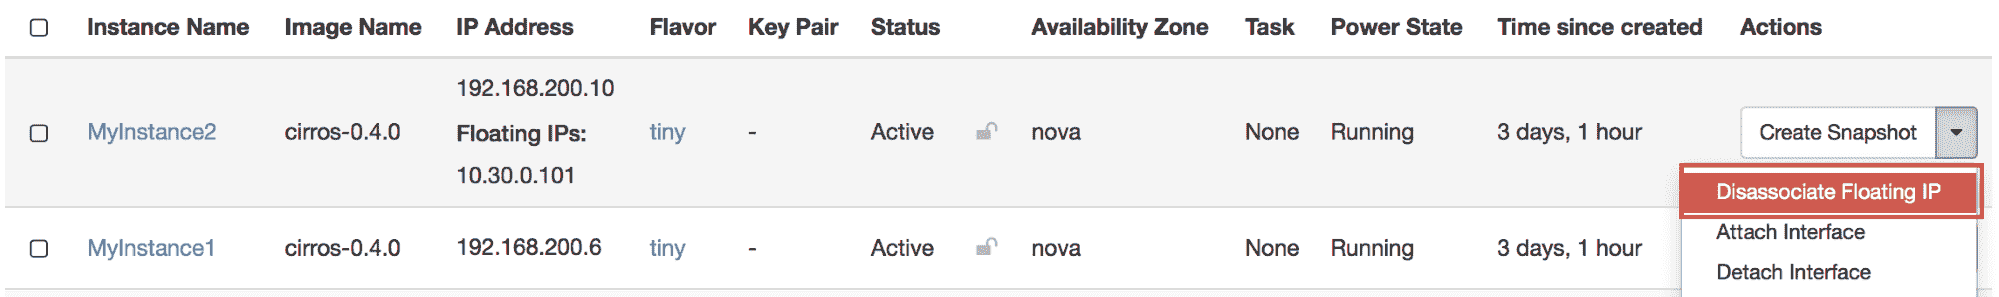 Instance Name Image Name IP Address Flavor Key Pair Status Availability Zone Task Power State Time since created Actions
192.168.200.10
MyInstance2 cirros-0.4.0 Floating IPs: tiny - Active nova None Running 3 days, 1 hour Create Snapshot
10.30.0.101
Disassociate Floating IP
MyInstance1 cirros-0.4.0 192.168.200.6 tiny - Active nova None Running 3 days, 1 hour
Attach Interface
Detach Interface